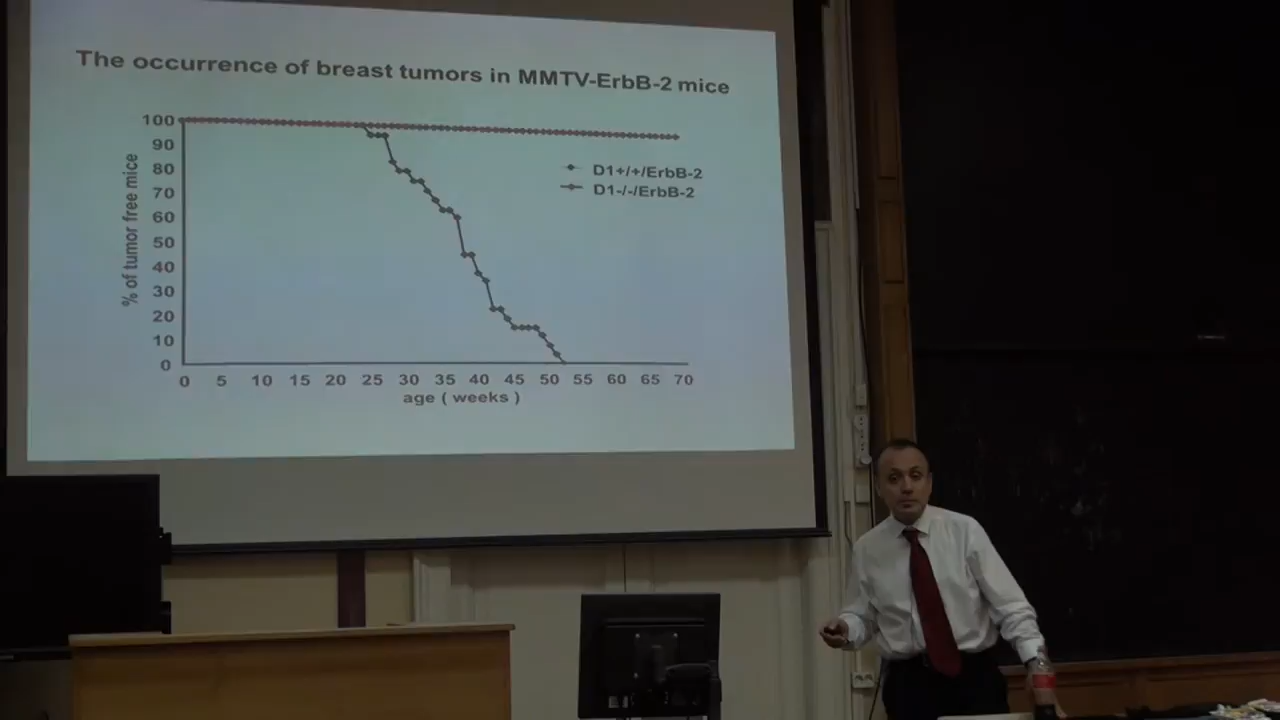 The occurrence of breast tumors in MMTV-ErbB-2 mice
% of tumor free mice
100
90
80
70
60
50
40
30
20
10
0
D1+/+/ErbB-2
D1-/-/ErbB-2
0 5 10 15 20 25 30 35 40 45 50 55 60 65 70
age ( weeks )